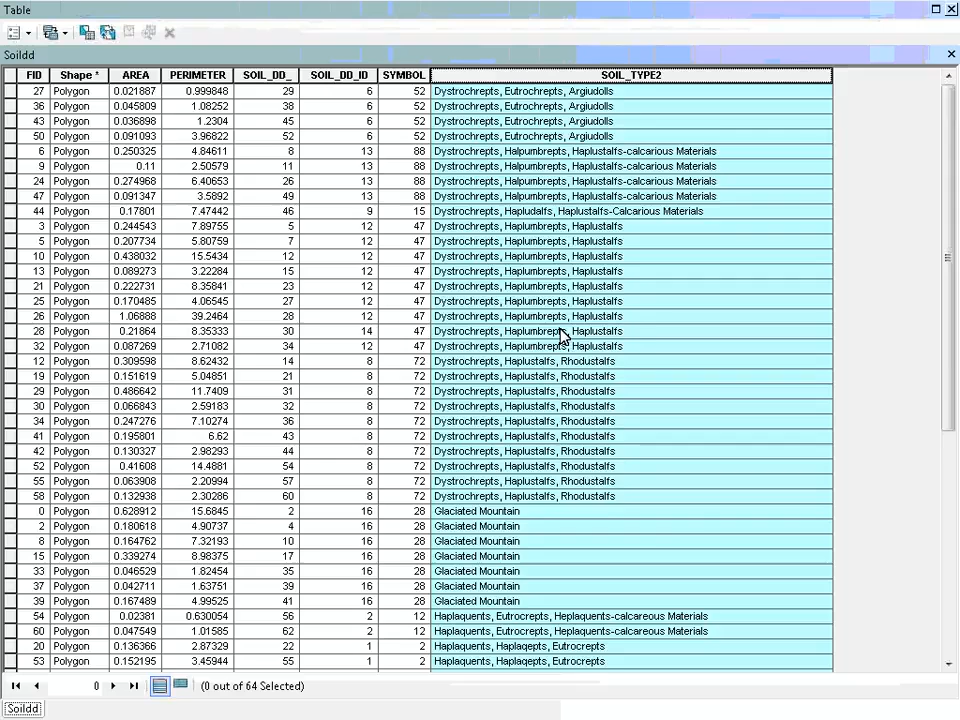 Table
Soildd
FID Shape * AREA PERIMETER SOIL_DD_ SOIL_DD_ID SYMBOL SOIL_TYPE2
27 Polygon 0.021887 0.999848 29 6 52 Dystrochrepts, Eutrochrepts, Argiudolls
36 Polygon 0.045809 1.08252 38 6 52 Dystrochrepts, Eutrochrepts, Argiudolls
43 Polygon 0.036898 1.2304 45 6 52 Dystrochrepts, Eutrochrepts, Argiudolls
50 Polygon 0.091093 3.96822 52 6 52 Dystrochrepts, Eutrochrepts, Argiudolls
6 Polygon 0.250325 4.84611 8 13 88 Dystrochrepts, Halpumbrepts, Haplustalfs-calcarious Materials
9 Polygon 0.11 2.50579 11 13 88 Dystrochrepts, Halpumbrepts, Haplustalfs-calcarious Materials
24 Polygon 0.274968 6.40653 26 13 88 Dystrochrepts, Halpumbrepts, Haplustalfs-calcarious Materials
47 Polygon 0.091347 3.5892 49 13 88 Dystrochrepts, Halpumbrepts, Haplustalfs-calcarious Materials
44 Polygon 0.17801 7.47442 46 9 15 Dystrochrepts, Hapludalfs, Haplustalfs-Calcarious Materials
3 Polygon 0.244543 7.89755 5 12 47 Dystrochrepts, Haplumbrepts, Haplustalfs
5 Polygon 0.207734 5.80759 7 12 47 Dystrochrepts, Haplumbrepts, Haplustalfs
10 Polygon 0.438032 15.5434 12 12 47 Dystrochrepts, Haplumbrepts, Haplustalfs
13 Polygon 0.089273 3.22284 15 12 47 Dystrochrepts, Haplumbrepts, Haplustalfs
21 Polygon 0.222731 8.35841 23 12 47 Dystrochrepts, Haplumbrepts, Haplustalfs
25 Polygon 0.170485 4.06545 27 12 47 Dystrochrepts, Haplumbrepts, Haplustalfs
26 Polygon 1.06888 39.2464 28 12 47 Dystrochrepts, Haplumbrepts, Haplustalfs
28 Polygon 0.21864 8.35333 30 14 47 Dystrochrepts, Haplumbrepts, Haplustalfs
32 Polygon 0.087269 2.71082 34 12 47 Dystrochrepts, Haplumbrepts, Haplustalfs
12 Polygon 0.309598 8.62432 14 8 72 Dystrochrepts, Haplustalfs, Rhodustalfs
19 Polygon 0.151619 5.04851 21 8 72 Dystrochrepts, Haplustalfs, Rhodustalfs
29 Polygon 0.486642 11.7409 31 8 72 Dystrochrepts, Haplustalfs, Rhodustalfs
30 Polygon 0.066843 2.59183 32 8 72 Dystrochrepts, Haplustalfs, Rhodustalfs
34 Polygon 0.247276 7.10274 36 8 72 Dystrochrepts, Haplustalfs, Rhodustalfs
41 Polygon 0.195801 6.62 43 8 72 Dystrochrepts, Haplustalfs, Rhodustalfs
42 Polygon 0.130327 2.98293 44 8 72 Dystrochrepts, Haplustalfs, Rhodustalfs
52 Polygon 0.41608 14.4881 54 8 72 Dystrochrepts, Haplustalfs, Rhodustalfs
55 Polygon 0.063908 2.20994 57 8 72 Dystrochrepts, Haplustalfs, Rhodustalfs
58 Polygon 0.132938 2.30286 60 8 72 Dystrochrepts, Haplustalfs, Rhodustalfs
0 Polygon 0.628912 15.6845 2 16 28 Glaciated Mountain
2 Polygon 0.180618 4.90737 4 16 28 Glaciated Mountain
8 Polygon 0.164762 7.32193 10 16 28 Glaciated Mountain
15 Polygon 0.339274 8.98375 17 16 28 Glaciated Mountain
33 Polygon 0.046529 1.82454 35 16 28 Glaciated Mountain
37 Polygon 0.042711 1.63751 39 16 28 Glaciated Mountain
39 Polygon 0.167489 4.99525 41 16 28 Glaciated Mountain
54 Polygon 0.02381 0.630054 56 2 12 Haplaquents, Eutrocrepts, Heplaquents-calcareous Materials
60 Polygon 0.047549 1.01585 62 2 12 Haplaquents, Eutrocrepts, Heplaquents-calcareous Materials
20 Polygon 0.136366 2.87329 22 1 2 Haplaquents, Haplaqepts, Eutrocrepts
53 Polygon 0.152195 3.45944 55 1 2 Haplaquents, Haplaqepts, Eutrocrepts
0 (0 out of 64 Selected)
Soildd